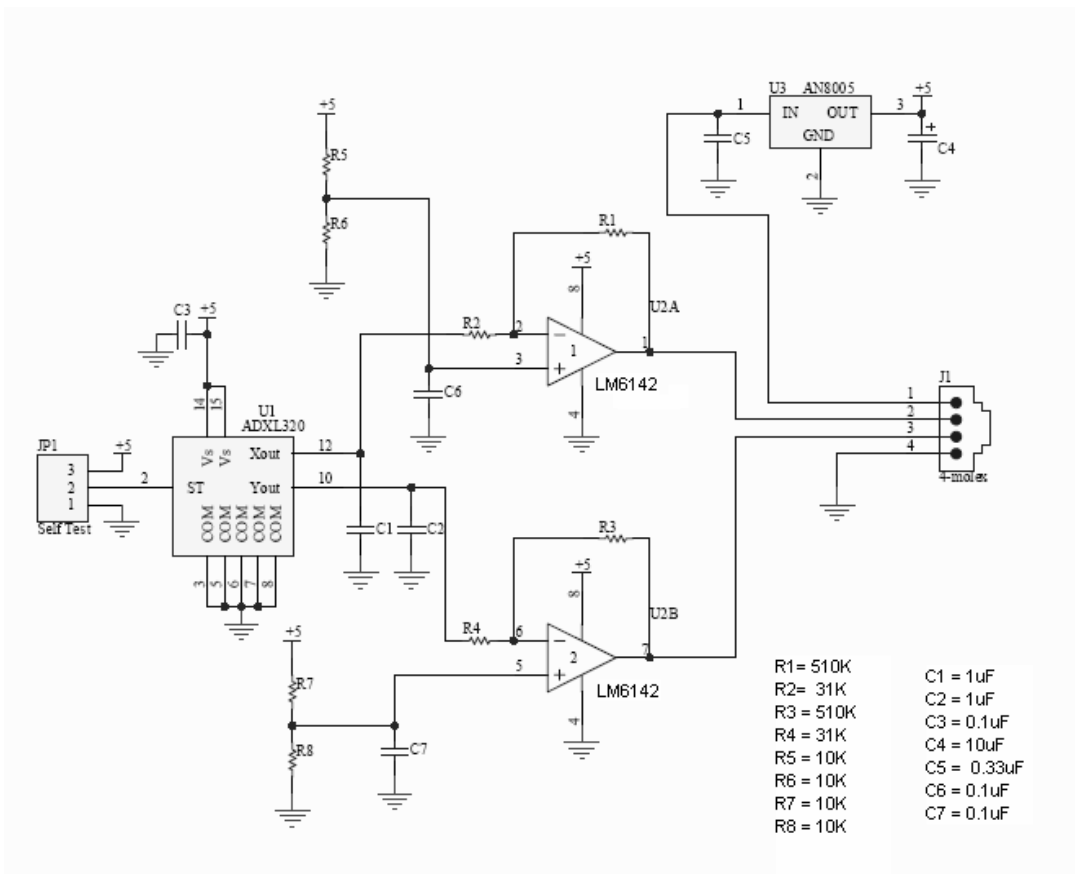 U3 AN8005
+5
1
IN OUT
3
GND
2
C5
+
C4
+5
R5
R6
R1
+5
8
U2A
R2
2
−
1
1
3
+
LM6142
4
C6
C3
+5
14
15
U1
ADXL320
JP1
+5
3
2
1
Self Test
2
Vs
Vs
Xout
12
ST
Yout
10
COM
COM
COM
COM
COM
3
5
6
7
8
C1
C2
J1
1
2
3
4
4-molex
R3
+5
8
U2B
R4
6
−
2
7
5
+
LM6142
4
+5
R7
R8
C7
R1= 510K
R2= 31K
R3 = 510K
R4 = 31K
R5 = 10K
R6 = 10K
R7 = 10K
R8 = 10K
C1 = 1uF
C2 = 1uF
C3 = 0.1uF
C4 = 10uF
C5 = 0.33uF
C6 = 0.1uF
C7 = 0.1uF